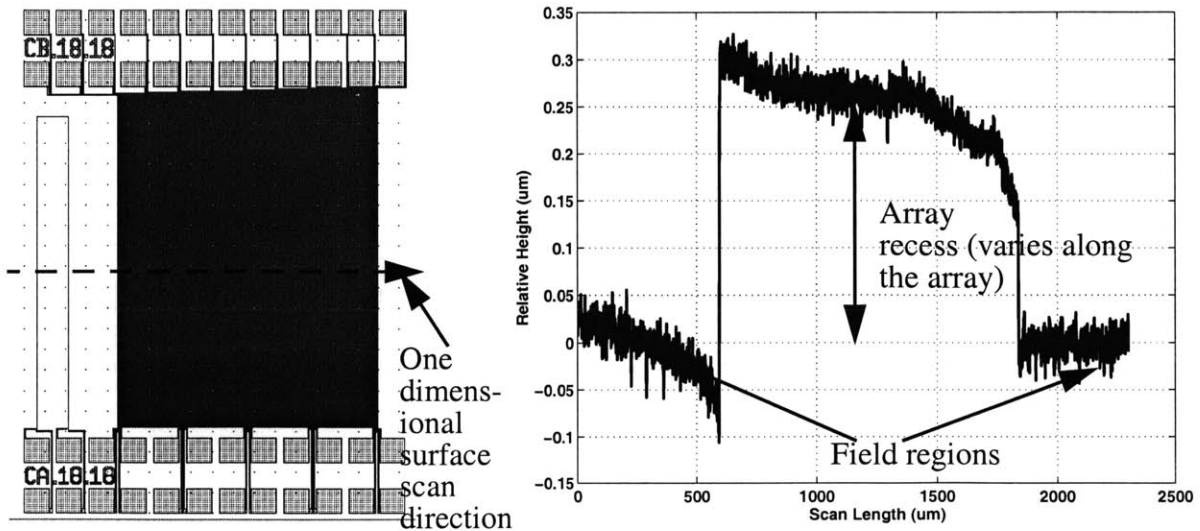 CB.18.18
CA.18.18
One
dimens-
ional
surface
scan
direction
Relative Height (um)
0.35
0.3
0.25
0.2
0.15
0.1
0.05
0
−0.05
−0.1
−0.15
Array
recess (varies along
the array)
Field regions
0
500
1000
1500
2000
2500
Scan Length (um)